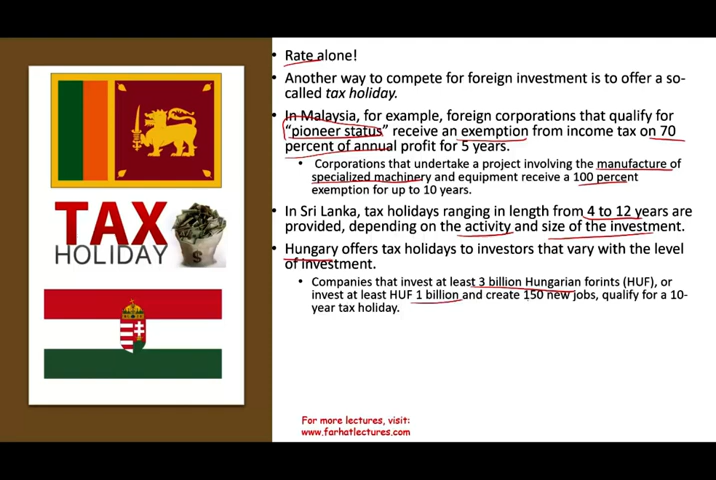 TAX
HOLIDAY
$
• Rate alone!
• Another way to compete for foreign investment is to offer a so-
called tax holiday.
• In Malaysia, for example, foreign corporations that qualify for
“pioneer status” receive an exemption from income tax on 70
percent of annual profit for 5 years.
• Corporations that undertake a project involving the manufacture of
specialized machinery and equipment receive a 100 percent
exemption for up to 10 years.
• In Sri Lanka, tax holidays ranging in length from 4 to 12 years are
provided, depending on the activity and size of the investment.
• Hungary offers tax holidays to investors that vary with the level
of investment.
• Companies that invest at least 3 billion Hungarian forints (HUF), or
invest at least HUF 1 billion and create 150 new jobs, qualify for a 10-
year tax holiday.
For more lectures, visit:
www.farhatlectures.com